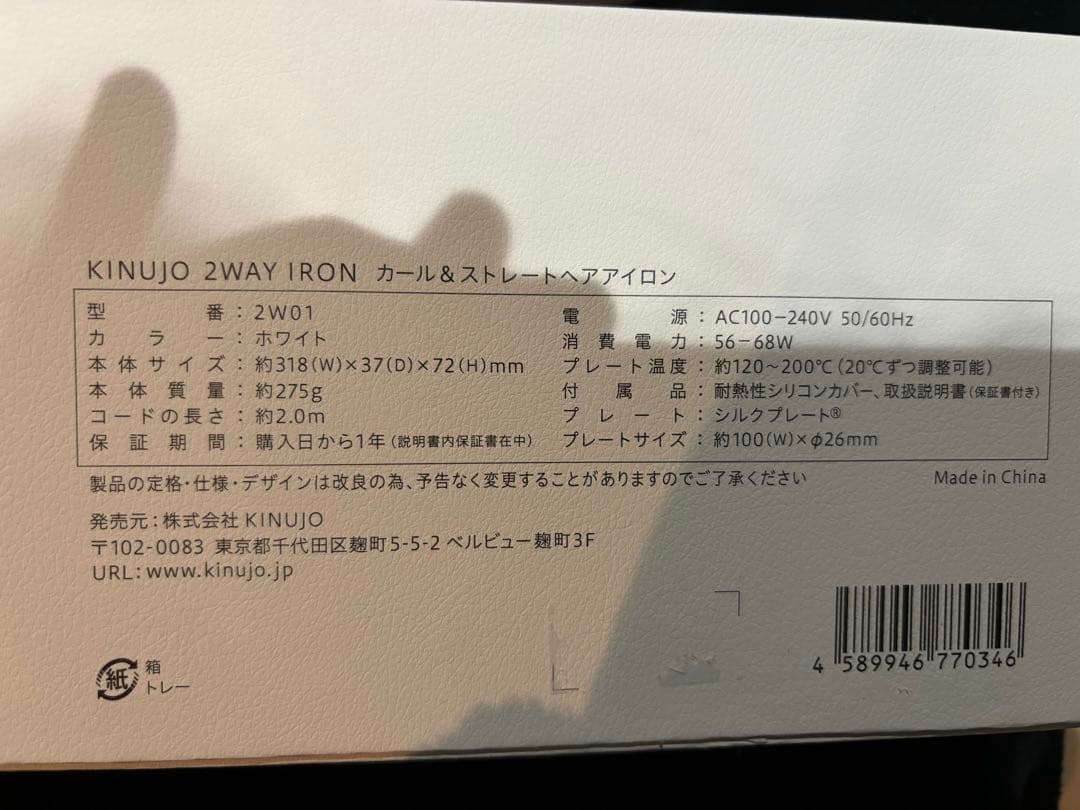 KINUJO 2WAY IRON カール&ストレートヘアアイロン
型番：2W01
カラー：ホワイト
本体サイズ：約318(W)×37(D)×72(H)mm
本体質量：約275g
コードの長さ：約2.0m
保証期間：購入日から1年(説明書内保証書在中)
電源：AC100-240V 50/60Hz
消費電力：56-68W
プレート温度：約120～200℃(20℃ずつ調整可能)
付属品：耐熱性シリコンカバー、取扱説明書(保証書付き)
プレート：シルクプレート®
プレートサイズ：約100(W)×φ26mm
製品の定格・仕様・デザインは改良の為、予告なく変更することがありますのでご了承ください
Made in China
発売元：株式会社 KINUJO
〒102-0083 東京都千代田区麹町5-5-2 ベルビュー麹町3F
URL：www.kinujo.jp
紙
箱
トレー
4 589946 770346